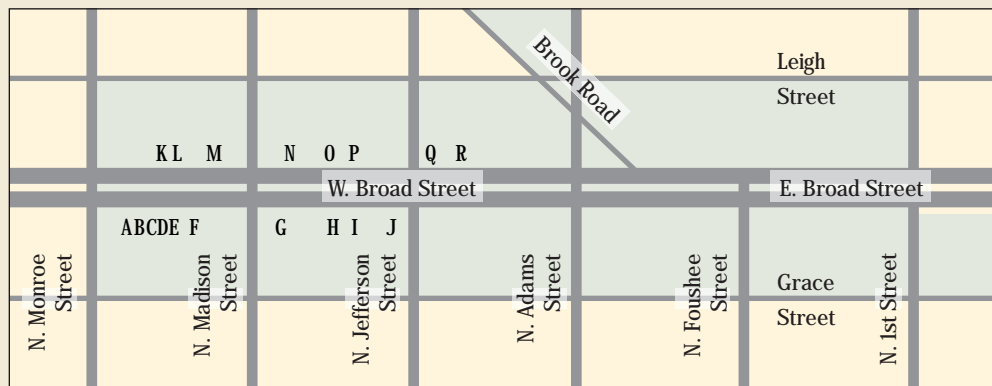 Brook Road
Leigh
Street
K L M N O P Q R
W. Broad Street
E. Broad Street
A B C D E F G H I J
N. Monroe
Street
N. Madison
Street
N. Jefferson
Street
N. Adams
Street
N. Foushee
Street
Grace
Street
N. 1st Street